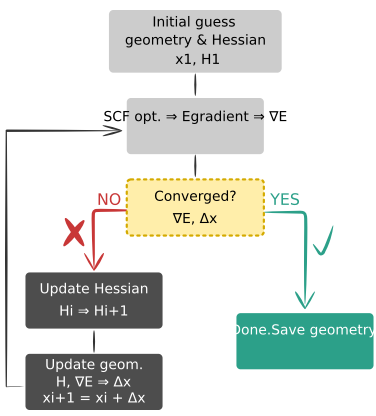 Initial guess
geometry & Hessian
x1, H1
SCF opt. ⇒ Egradient ⇒ ∇E
Converged?
∇E, Δx
NO
YES
Update Hessian
Hi ⇒ Hi+1
Done.Save geometry
Update geom.
H, ∇E ⇒ Δx
xi+1 = xi + Δx